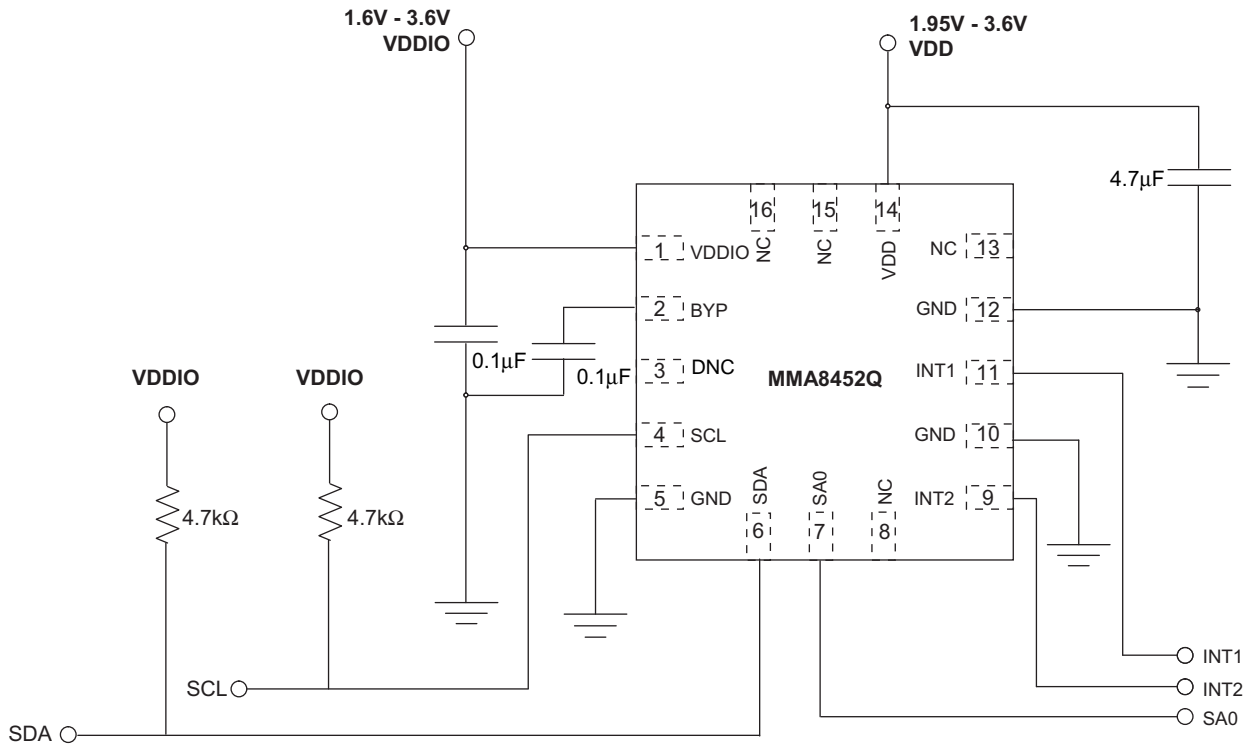 1.6V - 3.6V
VDDIO
1.95V - 3.6V
VDD
4.7μF
16
15
14
NC
NC
VDD
1
VDDIO
NC
13
2
BYP
GND
12
0.1μF
0.1μF
3
DNC
MMA8452Q
INT1
11
VDDIO
VDDIO
4
SCL
GND
10
5
GND
SDA
SA0
NC
INT2
9
6
7
8
4.7kΩ
4.7kΩ
INT1
SCL
INT2
SDA
SA0